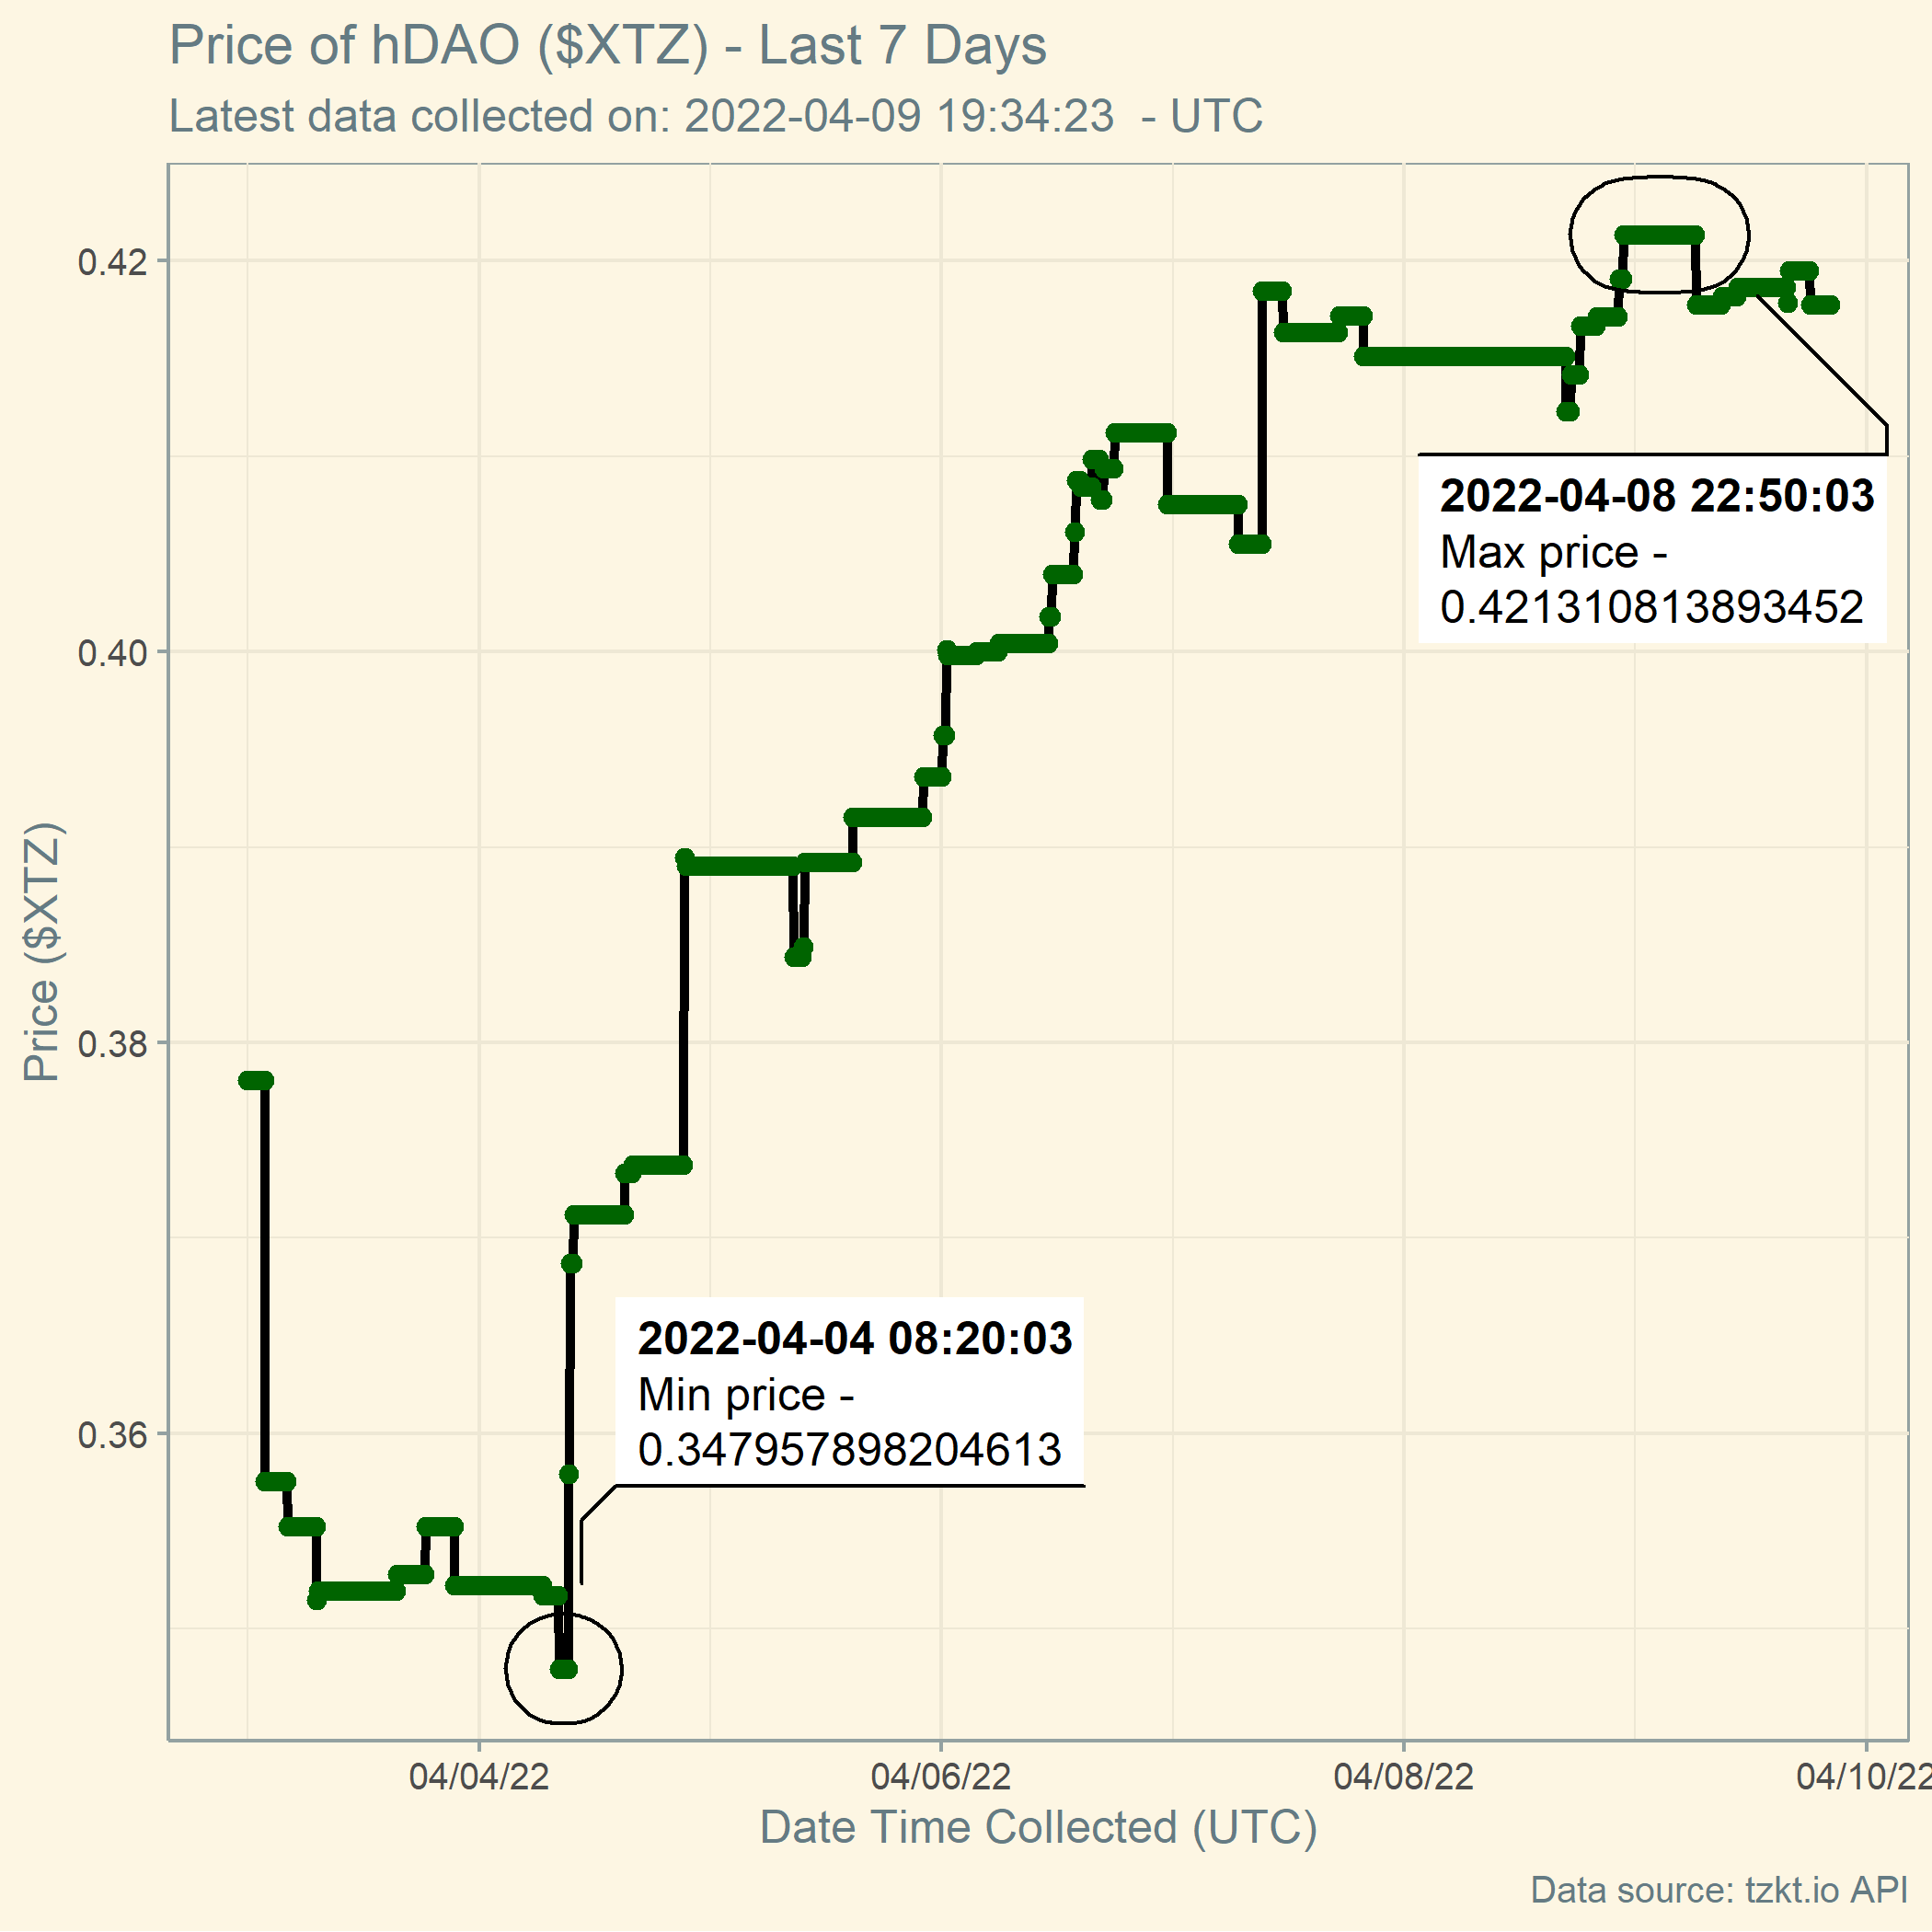 Price of hDAO ($XTZ) - Last 7 Days
Latest data collected on: 2022-04-09 19:34:23  - UTC
0.42
0.40
0.38
0.36
Price ($XTZ)
2022-04-08 22:50:03
Max price -
0.421310813893452
2022-04-04 08:20:03
Min price -
0.347957898204613
04/04/22
04/06/22
04/08/22
04/10/22
Date Time Collected (UTC)
Data source: tzkt.io API